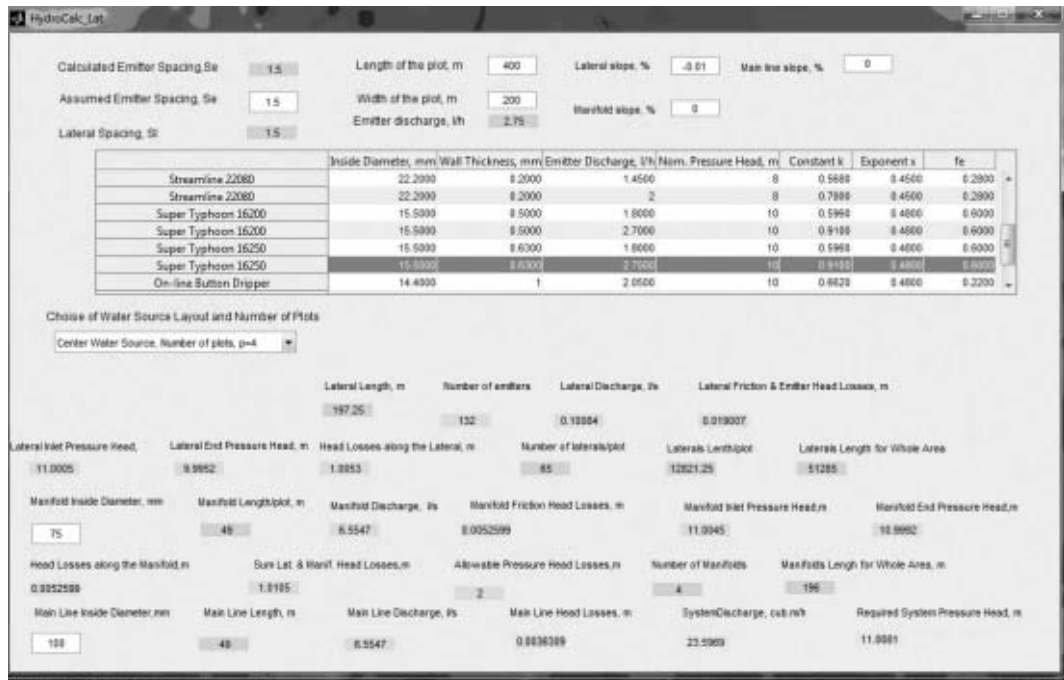 HydroCalc_Lat
Calculated Emitter Spacing,Se 1.5 Length of the plot, m 400 Lateral slope, % -0.01 Main line slope, % 0
Assumed Emitter Spacing, Se 1.5 Width of the plot, m 200 Manifold slope, % 0
Emitter discharge, l/h 2.75
Lateral Spacing, Sl 1.5
Inside Diameter, mm Wall Thickness, mm Emitter Discharge, l/h Nom. Pressure Head, m Constant k Exponent x fe
Streamline 22080 22.2000 0.2000 1.4500 8 0.5680 0.4500 0.2800
Streamline 22080 22.2000 0.2000 2 8 0.4500 0.2800
Super Typhoon 16200 15.5000 0.5000 1.8000 10 0.5960 0.4800 0.6000
Super Typhoon 16200 15.5000 0.5000 2.7000 10 0.9100 0.4800 0.6000
Super Typhoon 16250 15.5000 0.6300 1.8000 10 0.5960 0.4800 0.6000
Super Typhoon 16250 15.5000 0.6300 2.7500 10 0.9100 0.4800 0.6000
On-line Button Dripper 14.4000 1 2.0500 10 0.6620 0.4800 0.2200
Choise of Water Source Layout and Number of Plots
Center Water Source, Number of plots, p=4
Lateral Length, m Number of emitters Lateral Discharge, l/s Lateral Friction & Emitter Head Losses, m
197.25 132 0.10084 0.019007
Lateral Inlet Pressure Head, Lateral End Pressure Head, m Head Losses along the Lateral, m Number of laterals/plot Laterals Lenth/plot Laterals Length for Whole Area
11.0005 9.9952 1.0053 65 12821.25 51285
Manifold Inside Diameter, mm Manifold Length/plot, m Manifold Discharge, l/s Manifold Friction Head Losses, m Manifold Inlet Pressure Head,m Manifold End Pressure Head,m
75 49 6.5547 0.0052599 11.0045 10.9992
Head Losses along the Manifold,m Sum Lat. & Manif. Head Losses,m Allowable Pressure Head Losses,m Number of Manifolds Manifolds Lengh for Whole Area, m
0.0052599 1.0105 2 4 196
Main Line Inside Diameter,mm Main Line Length, m Main Line Discharge, l/s Main Line Head Losses, m SystemDischarge, cub.m/h Required System Pressure Head, m
100 49 6.5547 0.0036309 23.5969 11.0081